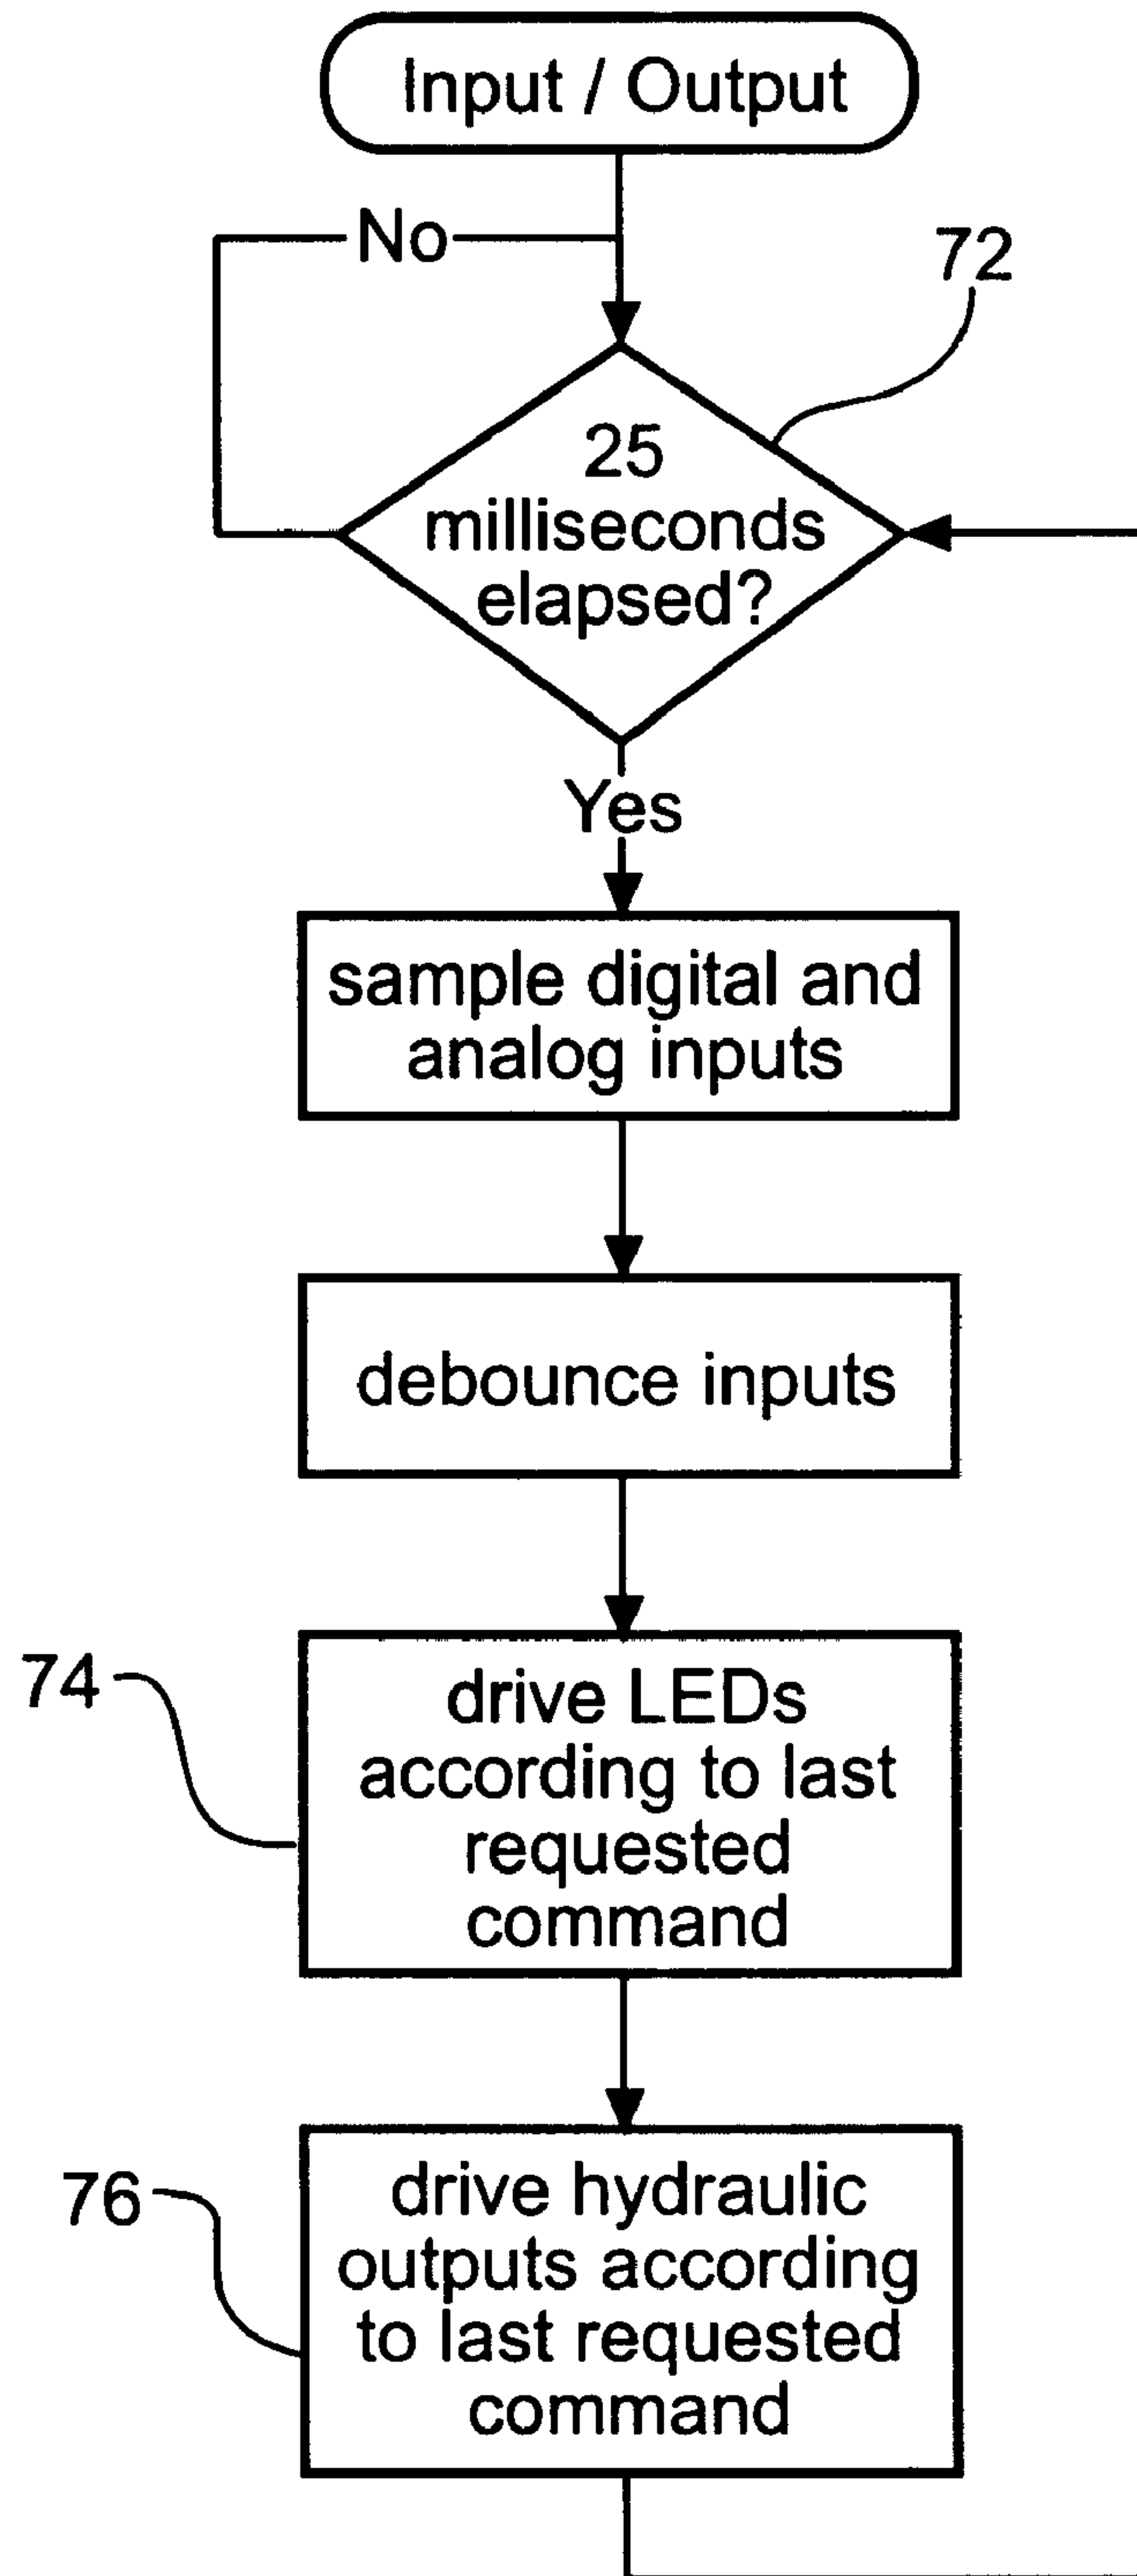 Input / Output
No
72
25
milliseconds
elapsed?
Yes
sample digital and
analog inputs
debounce inputs
74
drive LEDs
according to last
requested
command
76
drive hydraulic
outputs according
to last requested
command